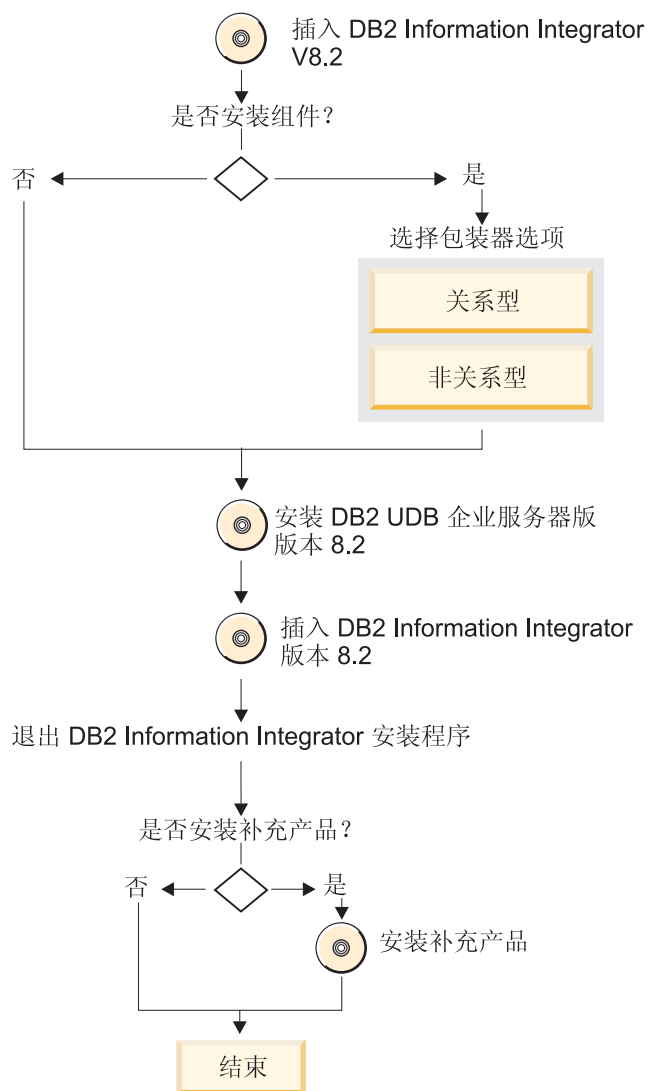 插入 DB2 Information Integrator
V8.2
是否安装组件？
否
是
选择包装器选项
关系型
非关系型
安装 DB2 UDB 企业服务器版
版本 8.2
插入 DB2 Information Integrator
版本 8.2
退出 DB2 Information Integrator 安装程序
是否安装补充产品？
否
是
安装补充产品
结束